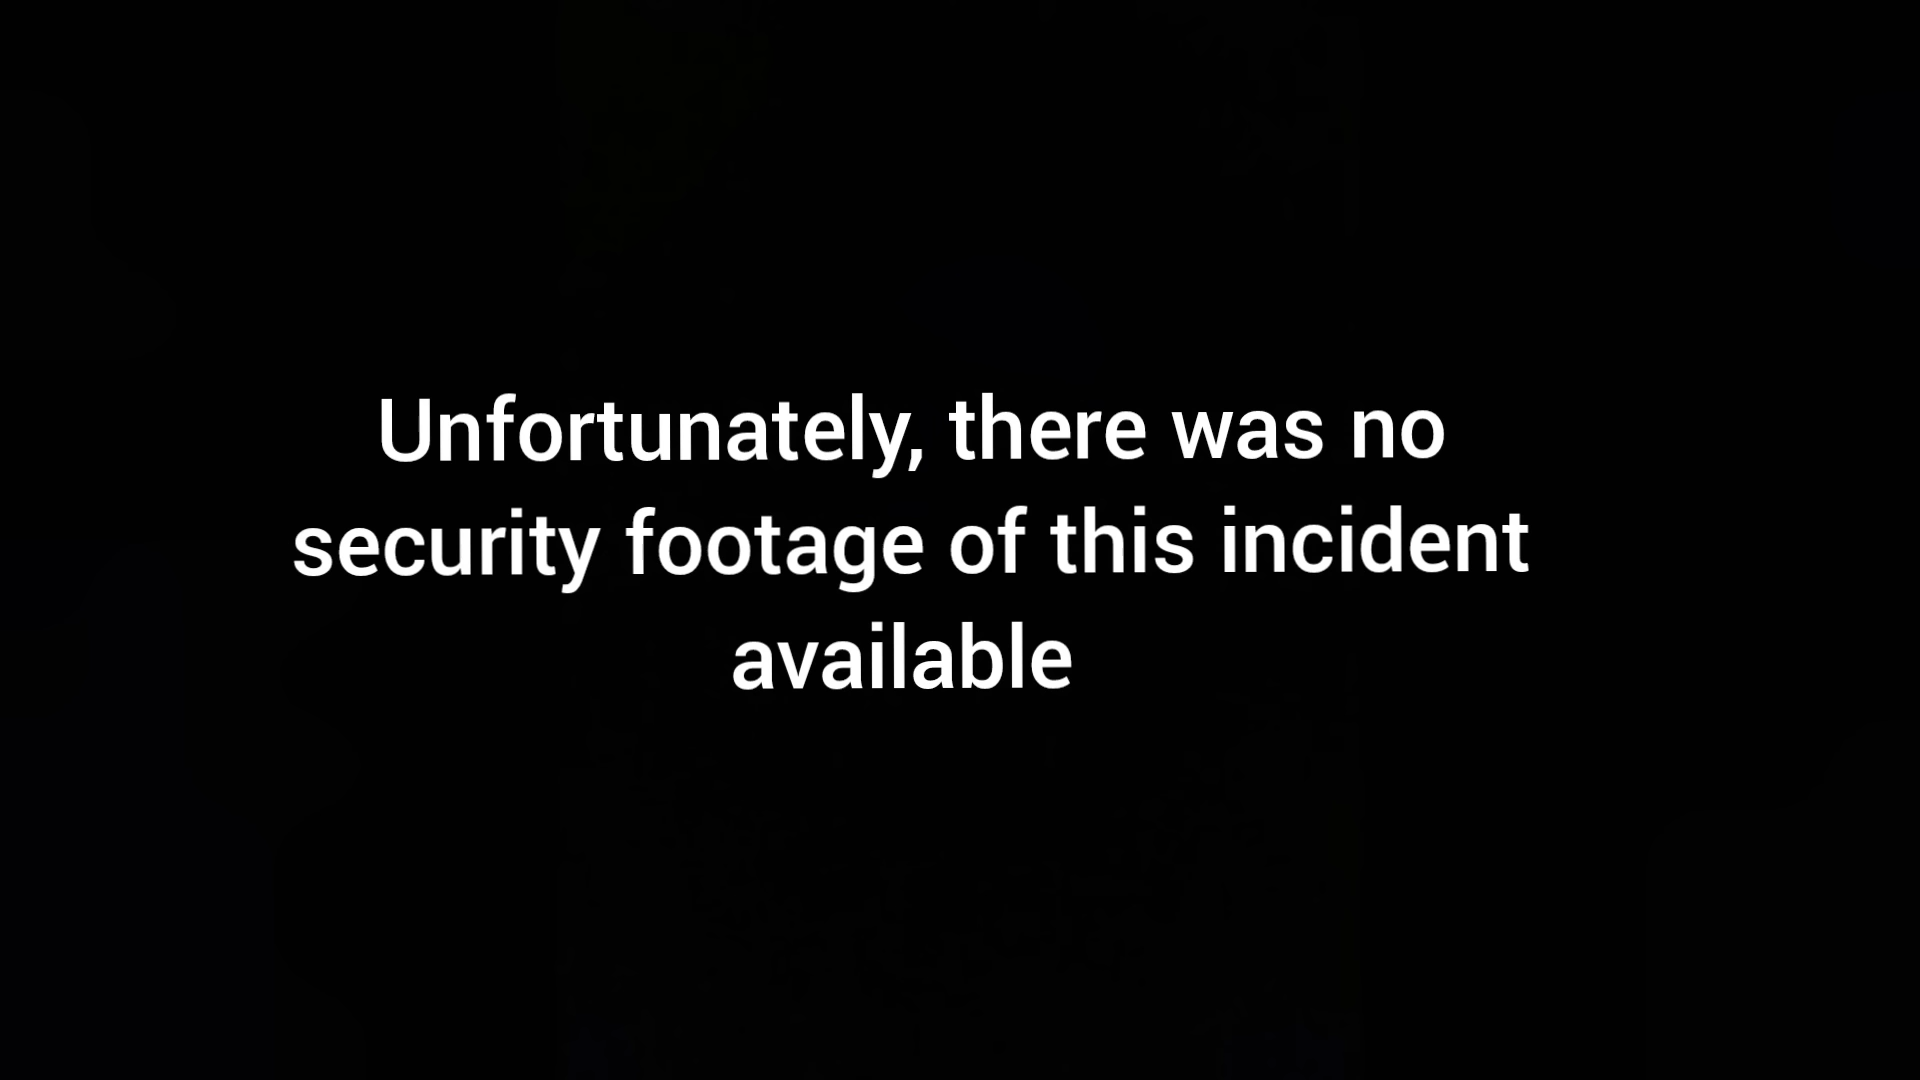 Unfortunately, there was no
security footage of this incident
available